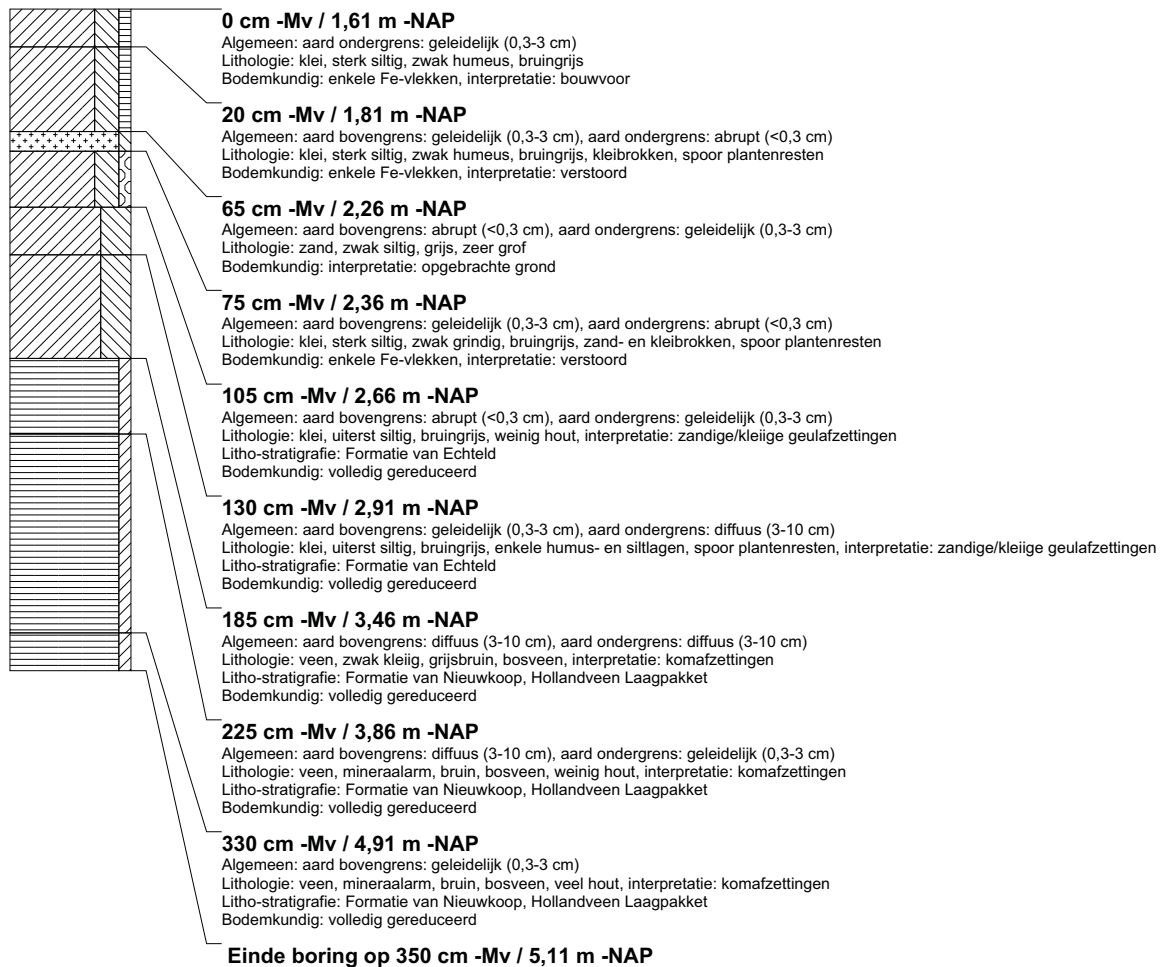 0 cm -Mv / 1,61 m -NAP
Algemeen: aard ondergrens: geleidelijk (0,3-3 cm)
Lithologie: klei, sterk siltig, zwak humeus, bruingrijs
Bodemkundig: enkele Fe-vlekken, interpretatie: bouwvoor
20 cm -Mv / 1,81 m -NAP
Algemeen: aard bovengrens: geleidelijk (0,3-3 cm), aard ondergrens: abrupt (<0,3 cm)
Lithologie: klei, sterk siltig, zwak humeus, bruingrijs, kleibrokken, spoor plantenresten
Bodemkundig: enkele Fe-vlekken, interpretatie: verstoord
65 cm -Mv / 2,26 m -NAP
Algemeen: aard bovengrens: abrupt (<0,3 cm), aard ondergrens: geleidelijk (0,3-3 cm)
Lithologie: zand, zwak siltig, grijs, zeer grof
Bodemkundig: interpretatie: opgebrachte grond
75 cm -Mv / 2,36 m -NAP
Algemeen: aard bovengrens: geleidelijk (0,3-3 cm), aard ondergrens: abrupt (<0,3 cm)
Lithologie: klei, sterk siltig, zwak grindig, bruingrijs, zand- en kleibrokken, spoor plantenresten
Bodemkundig: enkele Fe-vlekken, interpretatie: verstoord
105 cm -Mv / 2,66 m -NAP
Algemeen: aard bovengrens: abrupt (<0,3 cm), aard ondergrens: geleidelijk (0,3-3 cm)
Lithologie: klei, uiterst siltig, bruingrijs, weinig hout, interpretatie: zandige/kleiige geulafzettingen
Litho-stratigrafie: Formatie van Echteld
Bodemkundig: volledig gereduceerd
130 cm -Mv / 2,91 m -NAP
Algemeen: aard bovengrens: geleidelijk (0,3-3 cm), aard ondergrens: diffuus (3-10 cm)
Lithologie: klei, uiterst siltig, bruingrijs, enkele humus- en siltlagen, spoor plantenresten, interpretatie: zandige/kleiige geulafzettingen
Litho-stratigrafie: Formatie van Echteld
Bodemkundig: volledig gereduceerd
185 cm -Mv / 3,46 m -NAP
Algemeen: aard bovengrens: diffuus (3-10 cm), aard ondergrens: diffuus (3-10 cm)
Lithologie: veen, zwak kleiig, grijsbruin, bosveen, interpretatie: komafzettingen
Litho-stratigrafie: Formatie van Nieuwkoop, Hollandveen Laagpakket
Bodemkundig: volledig gereduceerd
225 cm -Mv / 3,86 m -NAP
Algemeen: aard bovengrens: diffuus (3-10 cm), aard ondergrens: geleidelijk (0,3-3 cm)
Lithologie: veen, mineraalarm, bruin, bosveen, weinig hout, interpretatie: komafzettingen
Litho-stratigrafie: Formatie van Nieuwkoop, Hollandveen Laagpakket
Bodemkundig: volledig gereduceerd
330 cm -Mv / 4,91 m -NAP
Algemeen: aard bovengrens: geleidelijk (0,3-3 cm)
Lithologie: veen, mineraalarm, bruin, bosveen, veel hout, interpretatie: komafzettingen
Litho-stratigrafie: Formatie van Nieuwkoop, Hollandveen Laagpakket
Bodemkundig: volledig gereduceerd
Einde boring op 350 cm -Mv / 5,11 m -NAP